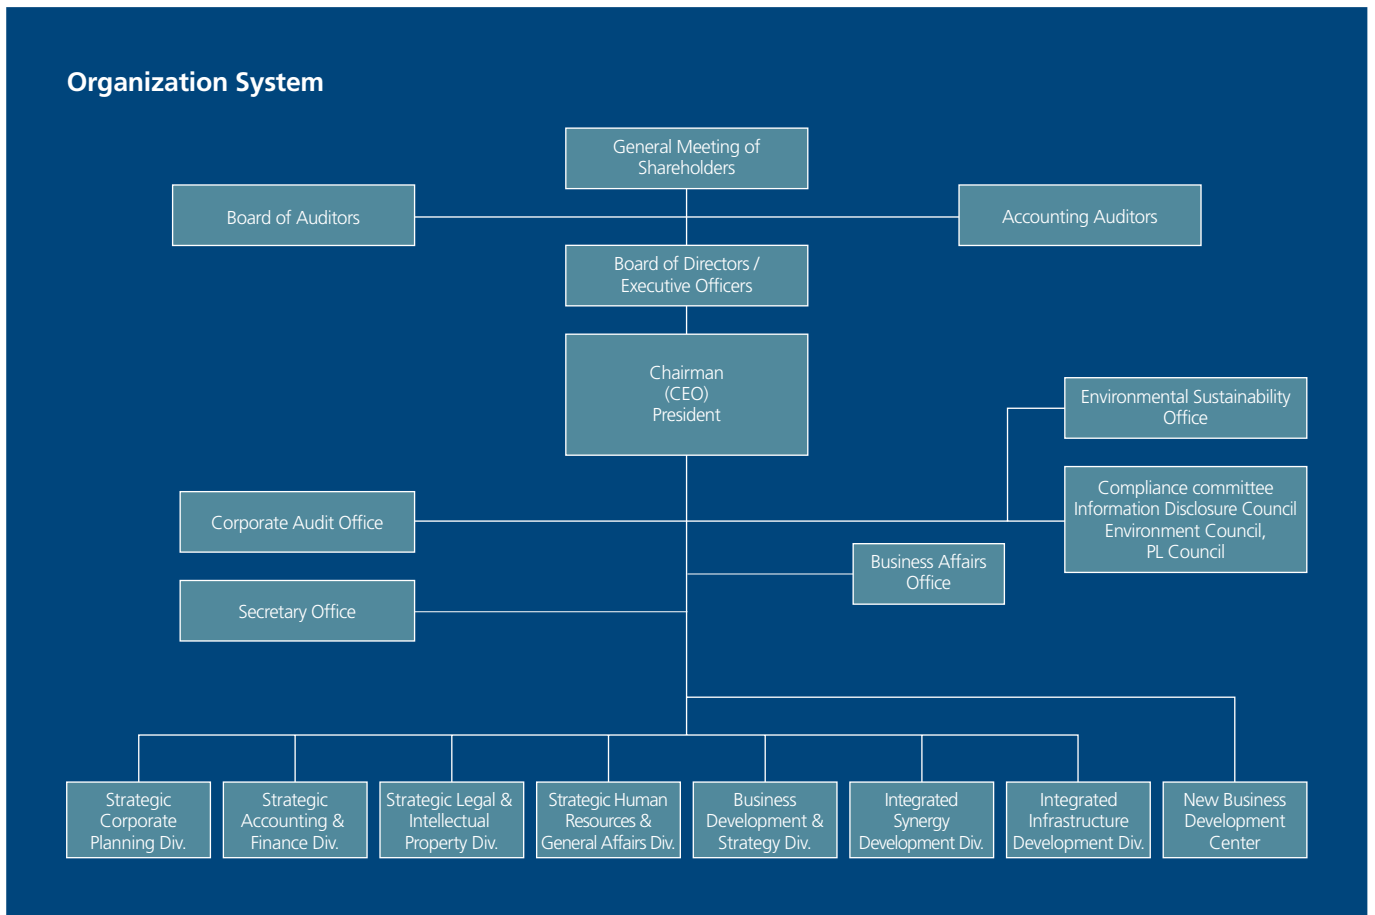 Organization System
General Meeting of
Shareholders
Board of Auditors
Accounting Auditors
Board of Directors /
Executive Officers
Chairman
(CEO)
President
Environmental Sustainability
Office
Compliance committee
Information Disclosure Council
Environment Council,
PL Council
Corporate Audit Office
Business Affairs
Office
Secretary Office
Strategic
Corporate
Planning Div.
Strategic
Accounting &
Finance Div.
Strategic Legal &
Intellectual
Property Div.
Strategic Human
Resources &
General Affairs Div.
Business
Development &
Strategy Div.
Integrated
Synergy
Development Div.
Integrated
Infrastructure
Development Div.
New Business
Development
Center